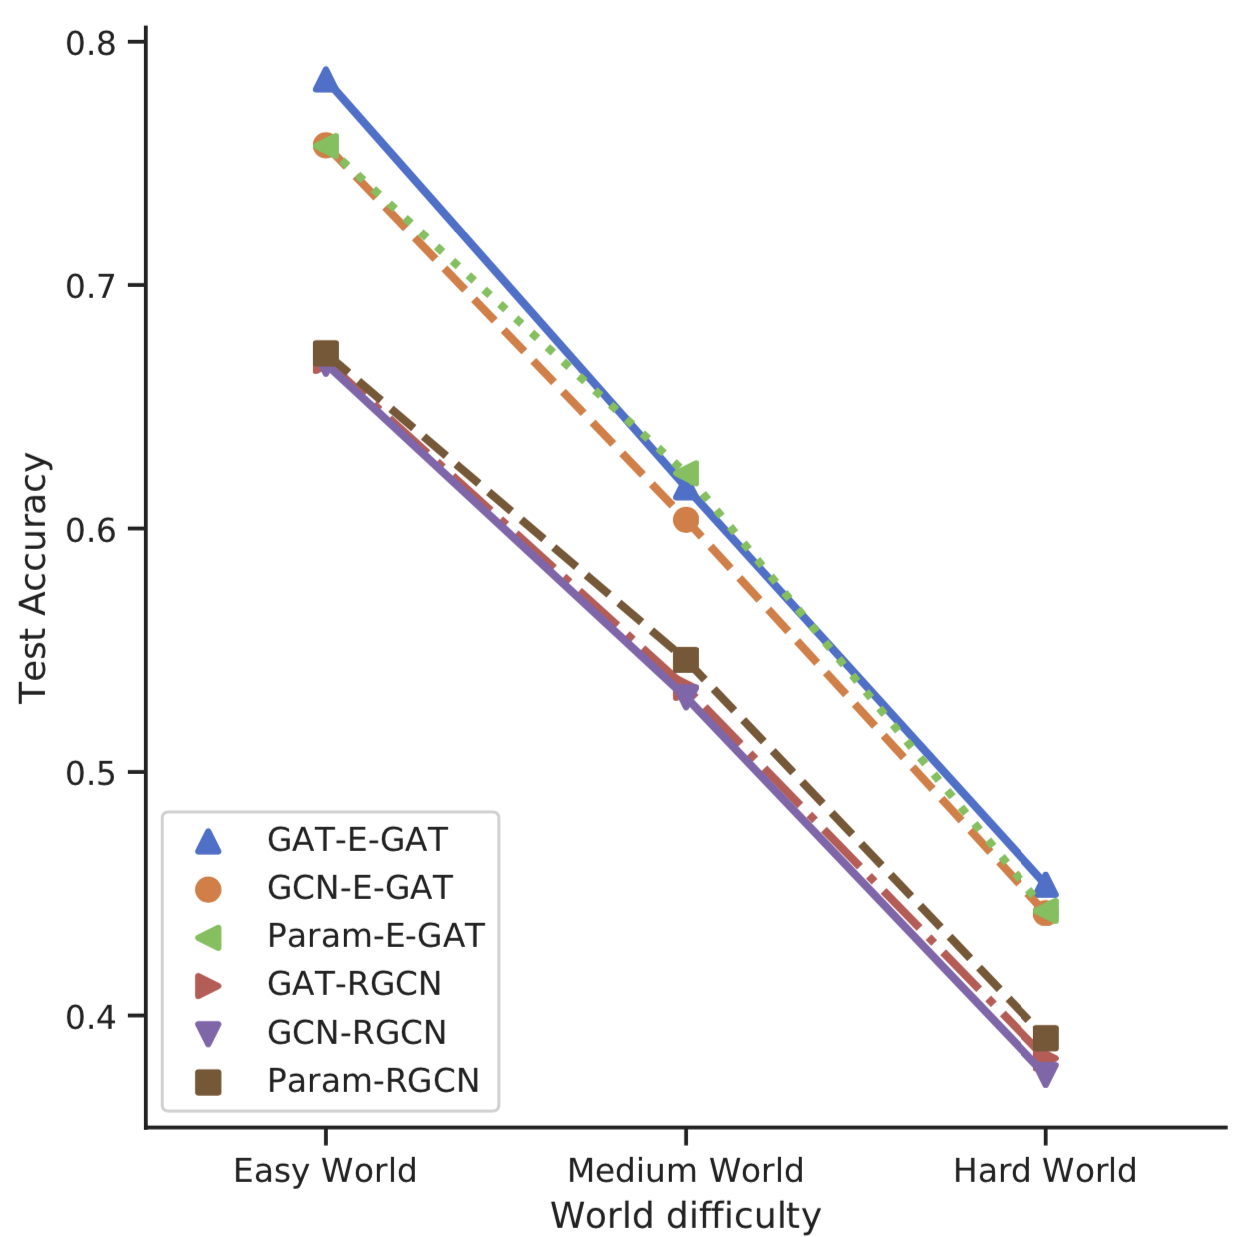 0.8
0.7
0.6
0.5
0.4
Test Accuracy
GAT-E-GAT
GCN-E-GAT
Param-E-GAT
GAT-RGCN
GCN-RGCN
Param-RGCN
Easy World Medium World Hard World
World difficulty